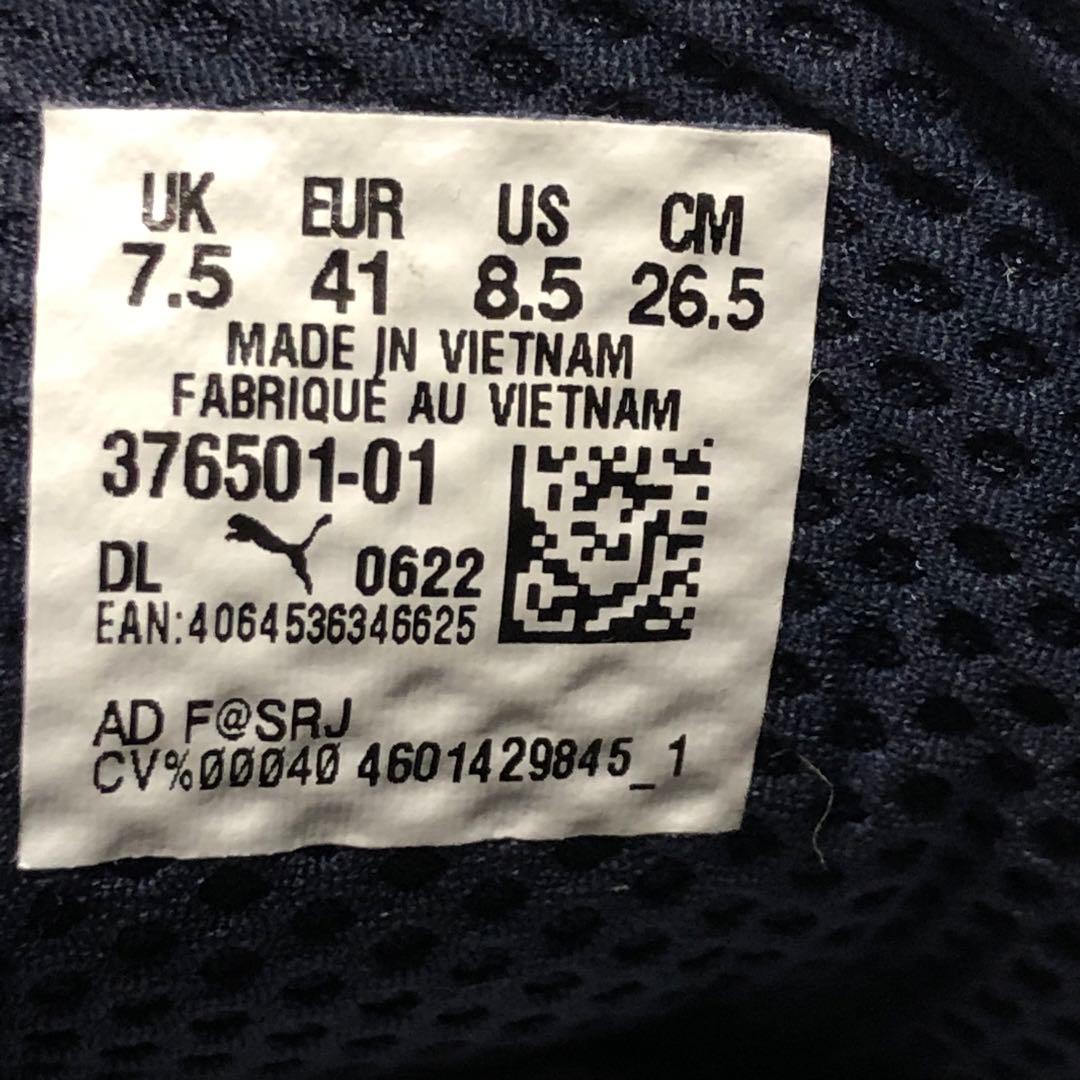 UK EUR US CM
7.5 41 8.5 26.5
MADE IN VIETNAM
FABRIQUÉ AU VIETNAM
376501-01
DL 0622
EAN:4064536346625
AD F@SRJ
CV%00040 4601429845_1